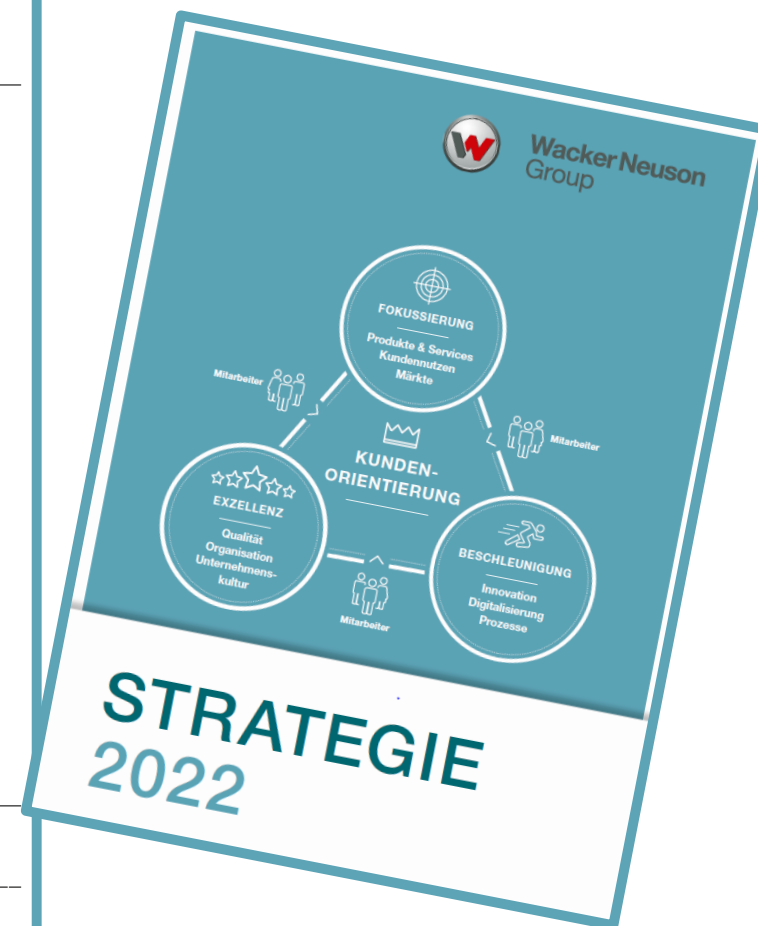 W
Wacker Neuson
Group
FOKUSSIERUNG
Produkte & Services
Kundennutzen
Märkte
Mitarbeiter
Mitarbeiter
KUNDEN-
ORIENTIERUNG
EXZELLENZ
Qualität
Organisation
Unternehmens-
kultur
BESCHLEUNIGUNG
Innovation
Digitalisierung
Prozesse
Mitarbeiter
STRATEGIE
2022